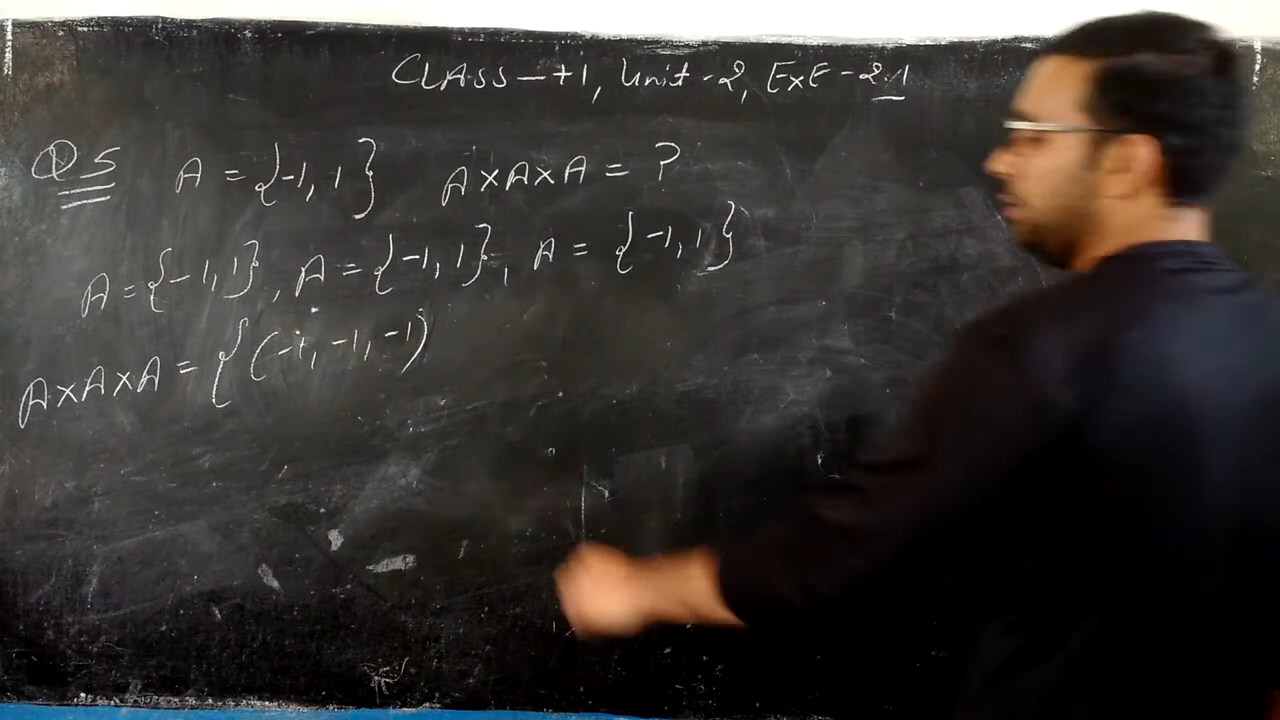 CLASS-+1, Unit-2, EXE-2.1
Q5 A = {-1, 1} A×A×A = ?
A = {-1, 1}, A = {-1, 1}, A = {-1, 1}
A×A×A = {(-1, -1, -1)